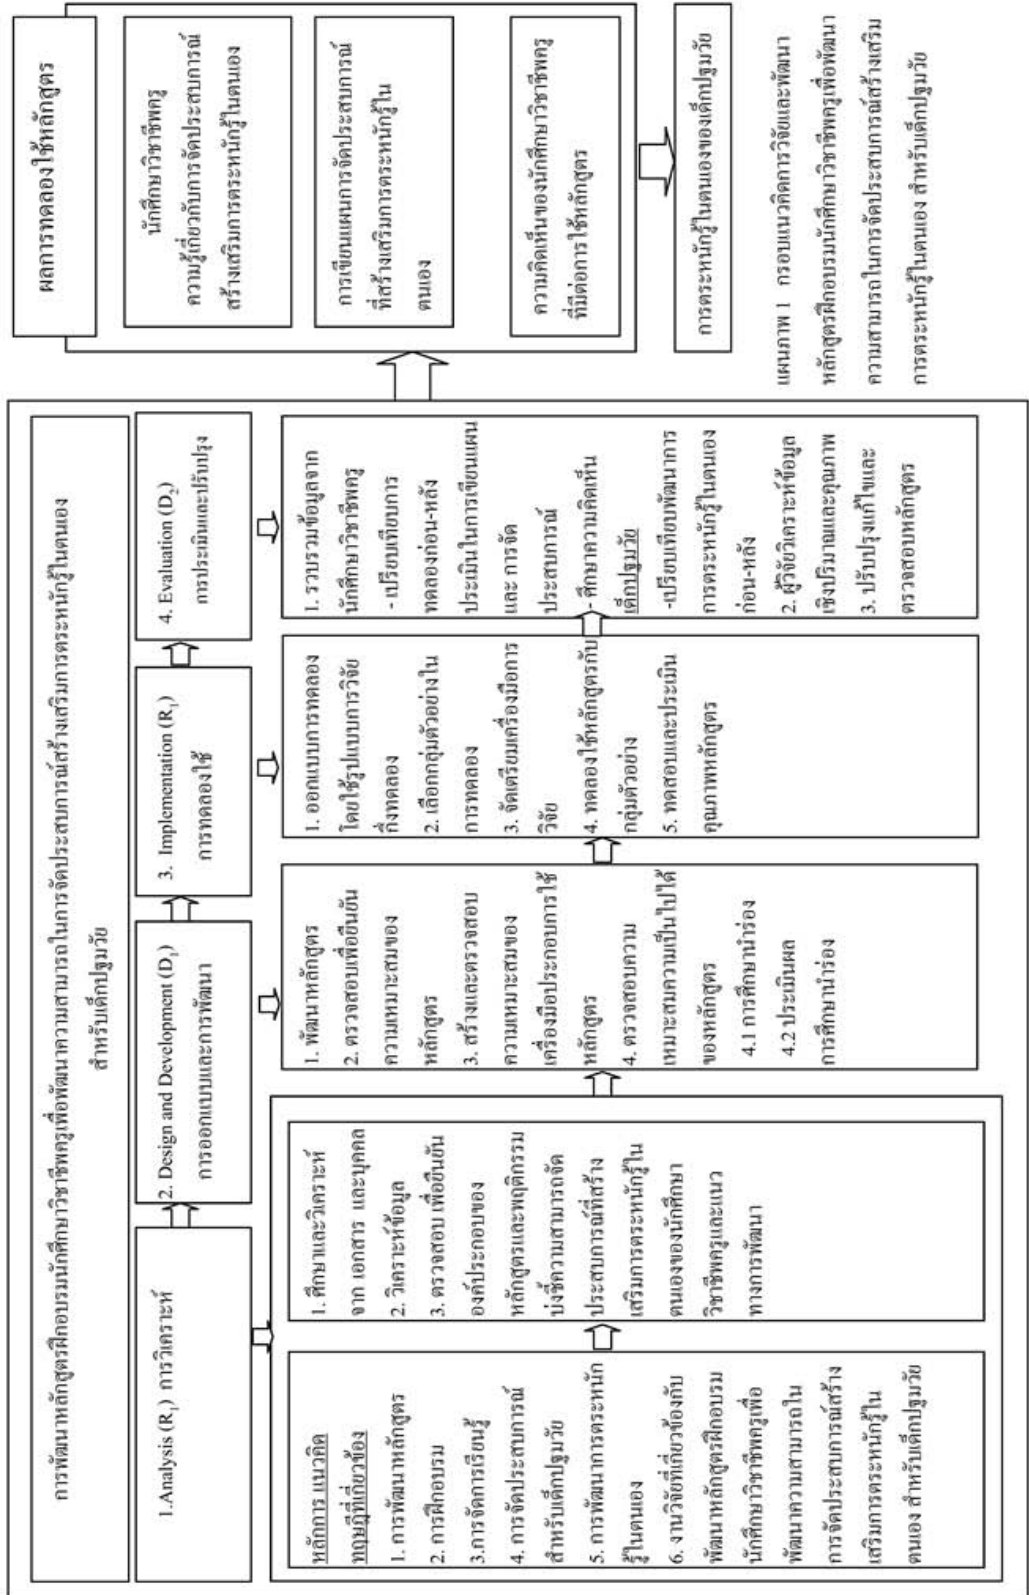 การพัฒนาหลักสูตรฝึกอบรมนักศึกษาวิชาชีพครูเพื่อพัฒนาความสามารถในการจัดประสบการณ์สร้างเสริมการตระหนักรู้ในตนเอง
สำหรับเด็กปฐมวัย
1.Analysis (R₁) การวิเคราะห์
2. Design and Development (D₁)
การออกแบบและการพัฒนา
3. Implementation (R₁)
การทดลองใช้
4. Evaluation (D₂)
การประเมินและปรับปรุง
หลักการ แนวคิด
ทฤษฎีที่เกี่ยวข้อง
1. การพัฒนาหลักสูตร
2. การฝึกอบรม
3.การจัดการเรียนรู้
4. การจัดประสบการณ์
สำหรับเด็กปฐมวัย
5. การพัฒนาการตระหนัก
รู้ในตนเอง
6. งานวิจัยที่เกี่ยวข้องกับ
พัฒนาหลักสูตรฝึกอบรม
นักศึกษาวิชาชีพครูเพื่อ
พัฒนาความสามารถใน
การจัดประสบการณ์สร้าง
เสริมการตระหนักรู้ใน
ตนเอง สำหรับเด็กปฐมวัย
1. ศึกษาและวิเคราะห์
จาก เอกสาร และบุคคล
2. วิเคราะห์ข้อมูล
3. ตรวจสอบ เพื่อยืนยัน
องค์ประกอบของ
หลักสูตรและพฤติกรรม
บ่งชี้ความสามารถจัด
ประสบการณ์ที่สร้าง
เสริมการตระหนักรู้ใน
ตนเองของนักศึกษา
วิชาชีพครูและแนว
ทางการพัฒนา
1. พัฒนาหลักสูตร
2. ตรวจสอบเพื่อยืนยัน
ความเหมาะสมของ
หลักสูตร
3. สร้างและตรวจสอบ
ความเหมาะสมของ
เครื่องมือประกอบการใช้
หลักสูตร
4. ตรวจสอบความ
เหมาะสมความเป็นไปได้
ของหลักสูตร
4.1 การศึกษานำร่อง
4.2 ประเมินผล
การศึกษานำร่อง
1. ออกแบบการทดลอง
โดยใช้รูปแบบการวิจัย
กึ่งทดลอง
2. เลือกกลุ่มตัวอย่างใน
การทดลอง
3. จัดเตรียมเครื่องมือการ
วิจัย
4. ทดลองใช้หลักสูตรกับ
กลุ่มตัวอย่าง
5. ทดสอบและประเมิน
คุณภาพหลักสูตร
1. รวบรวมข้อมูลจาก
นักศึกษาวิชาชีพครู
- เปรียบเทียบการ
ทดลองก่อน-หลัง
ประเมินในการเขียนแผน
และ การจัด
ประสบการณ์
- ศึกษาความคิดเห็น
เด็กปฐมวัย
-เปรียบเทียบพัฒนาการ
การตระหนักรู้ในตนเอง
ก่อน-หลัง
2. ผู้วิจัยวิเคราะห์ข้อมูล
เชิงปริมาณและคุณภาพ
3. ปรับปรุงแก้ไขและ
ตรวจสอบหลักสูตร
ผลการทดลองใช้หลักสูตร
นักศึกษาวิชาชีพครู
ความรู้เกี่ยวกับการจัดประสบการณ์
สร้างเสริมการตระหนักรู้ในตนเอง
การเขียนแผนการจัดประสบการณ์
ที่สร้างเสริมการตระหนักรู้ใน
ตนเอง
ความคิดเห็นของนักศึกษาวิชาชีพครู
ที่มีต่อการใช้หลักสูตร
การตระหนักรู้ในตนเองของเด็กปฐมวัย
แผนภาพ 1 กรอบแนวคิดการวิจัยและพัฒนา
หลักสูตรฝึกอบรมนักศึกษาวิชาชีพครูเพื่อพัฒนา
ความสามารถในการจัดประสบการณ์สร้างเสริม
การตระหนักรู้ในตนเอง สำหรับเด็กปฐมวัย